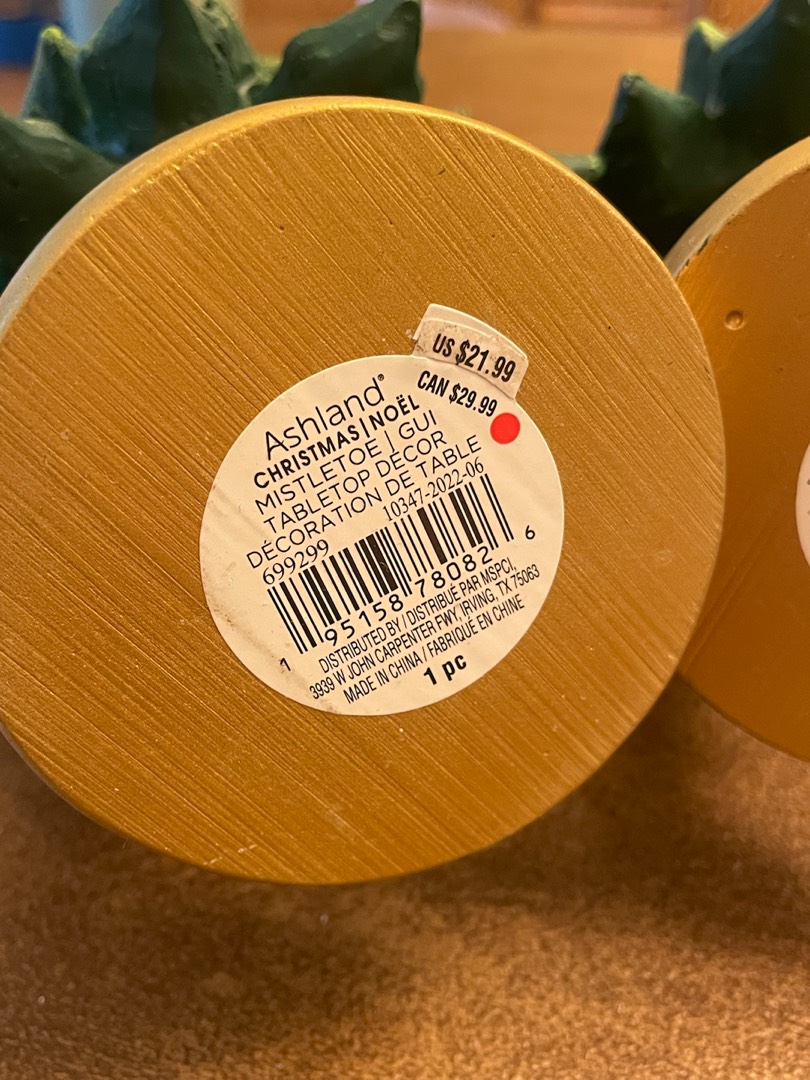 US $21.99
CAN $29.99
Ashland®
CHRISTMAS | NOËL
MISTLETOE | GUI
TABLETOP DECOR
DÉCORATION DE TABLE
699299 10347-2022-06
1 95158 78082 6
DISTRIBUTED BY / DISTRIBUÉ PAR MSPCI,
3939 W JOHN CARPENTER FWY, IRVING, TX 75063
MADE IN CHINA / FABRIQUÉ EN CHINE
1 pc